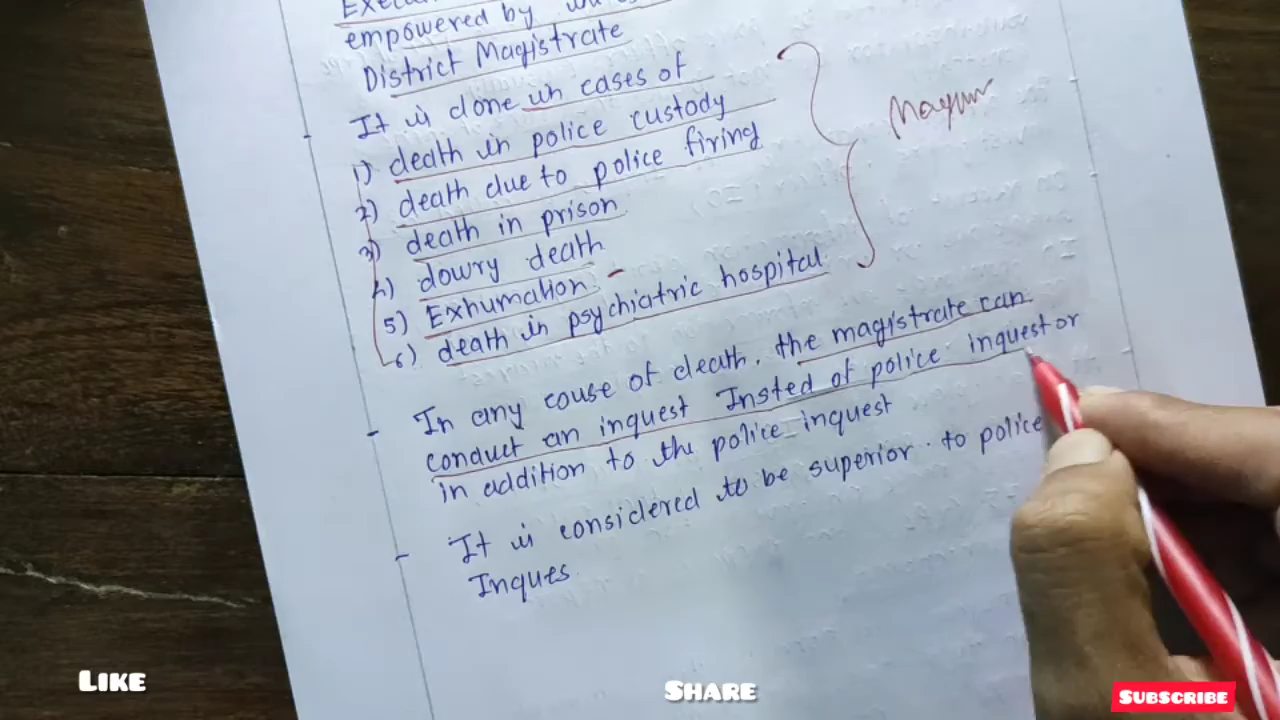 empowered by
District Magistrate
It is done in cases of
1) death in police custody
2) death due to police firing
3) death in prison
4) dowry death
5) Exhumation
6) death in psychiatric hospital
In any couse of death. the magistrate can
conduct an inquest Insted of police inquest or
in addition to the police inquest
It is considered to be superior to police
Inques
LIKE
SHARE
SUBSCRIBE